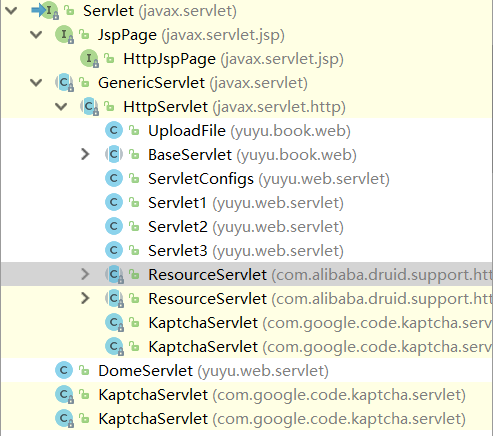 Servlet (javax.servlet)
JspPage (javax.servlet.jsp)
HttpJspPage (javax.servlet.jsp)
GenericServlet (javax.servlet)
HttpServlet (javax.servlet.http)
UploadFile (yuyu.book.web)
BaseServlet (yuyu.book.web)
ServletConfigs (yuyu.web.servlet)
Servlet1 (yuyu.web.servlet)
Servlet2 (yuyu.web.servlet)
Servlet3 (yuyu.web.servlet)
ResourceServlet (com.alibaba.druid.support.htt
ResourceServlet (com.alibaba.druid.support.htt
KaptchaServlet (com.google.code.kaptcha.serv
KaptchaServlet (com.google.code.kaptcha.serv
DomeServlet (yuyu.web.servlet)
KaptchaServlet (com.google.code.kaptcha.servlet)
KaptchaServlet (com.google.code.kaptcha.servlet)